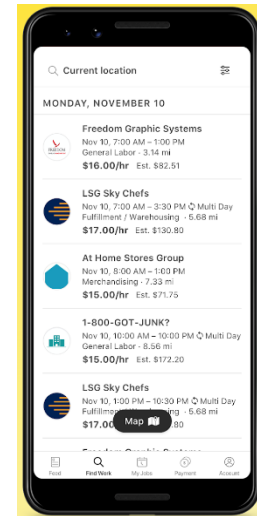 Current location
MONDAY, NOVEMBER 10
Freedom Graphic Systems
Nov 10, 7:00 AM – 1:00 PM
General Labor - 3.14 mi
$16.00/hr Est. $82.51
LSG Sky Chefs
Nov 10, 7:00 AM – 3:30 PM Multi Day
Fulfillment / Warehousing - 5.68 mi
$17.00/hr Est. $130.80
At Home Stores Group
Nov 10, 8:00 AM – 1:00 PM
Merchandising - 7.33 mi
$15.00/hr Est. $71.75
1-800-GOT-JUNK?
Nov 10, 10:00 AM – 10:00 PM Multi Day
General Labor - 8.56 mi
$15.00/hr Est. $172.20
LSG Sky Chefs
Nov 10, 1:00 PM – 10:30 PM Multi Day
- 5.68 mi
Map
Feed Find Work My Jobs Payment Account